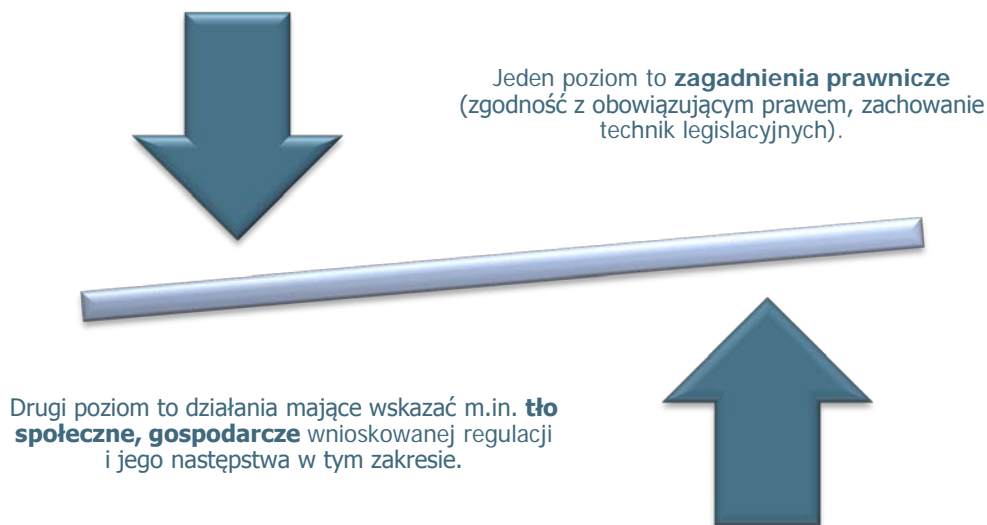 Jeden poziom to zagadnienia prawnicze
(zgodność z obowiązującym prawem, zachowanie
technik legislacyjnych).
Drugi poziom to działania mające wskazać m.in. tło
społeczne, gospodarcze wnioskowanej regulacji
i jego następstwa w tym zakresie.